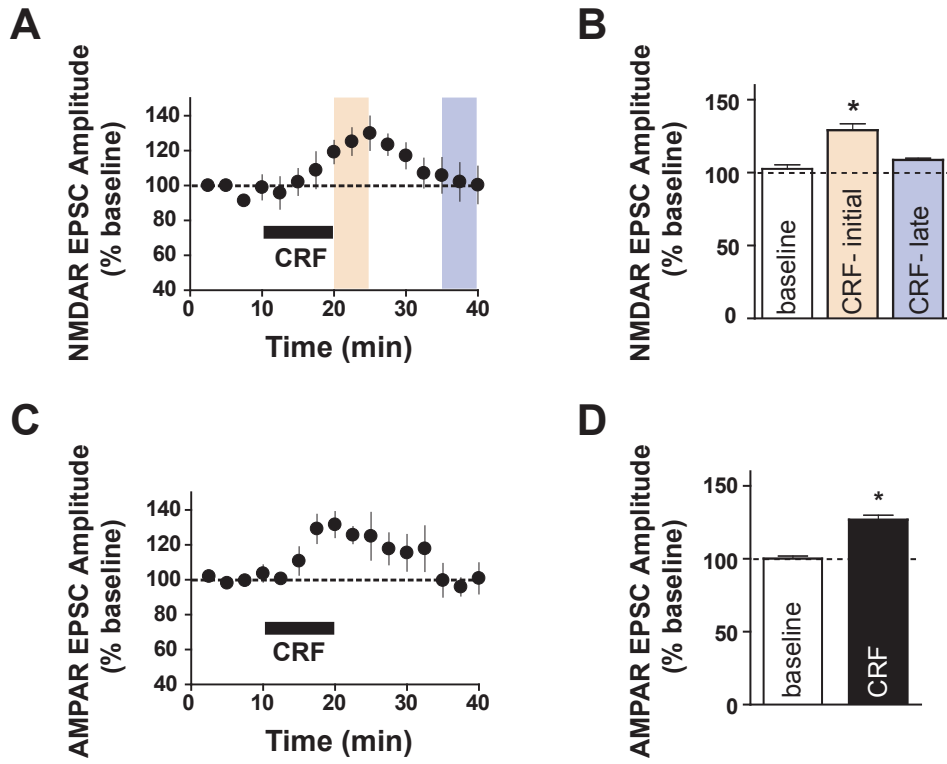 A
NMDAR EPSC Amplitude
(% baseline)
140
120
100
80
60
40
CRF
0
10
20
30
40
Time (min)
B
NMDAR EPSC Amplitude
(% baseline)
150
100
50
0
*
baseline
CRF- initial
CRF- late
C
AMPAR EPSC Amplitude
(% baseline)
140
120
100
80
60
40
CRF
0
10
20
30
40
Time (min)
D
AMPAR EPSC Amplitude
(% baseline)
150
100
50
0
*
baseline
CRF